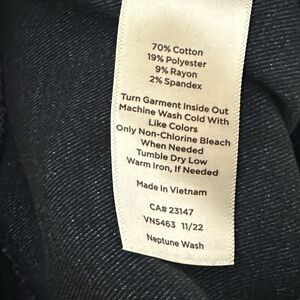 70% Cotton
19% Polyester
9% Rayon
2% Spandex
Turn Garment Inside Out
Machine Wash Cold With
Like Colors
Only Non-Chlorine Bleach
When Needed
Tumble Dry Low
Warm Iron, If Needed
Made in Vietnam
CA# 23147
VN5463 11/22
Neptune Wash